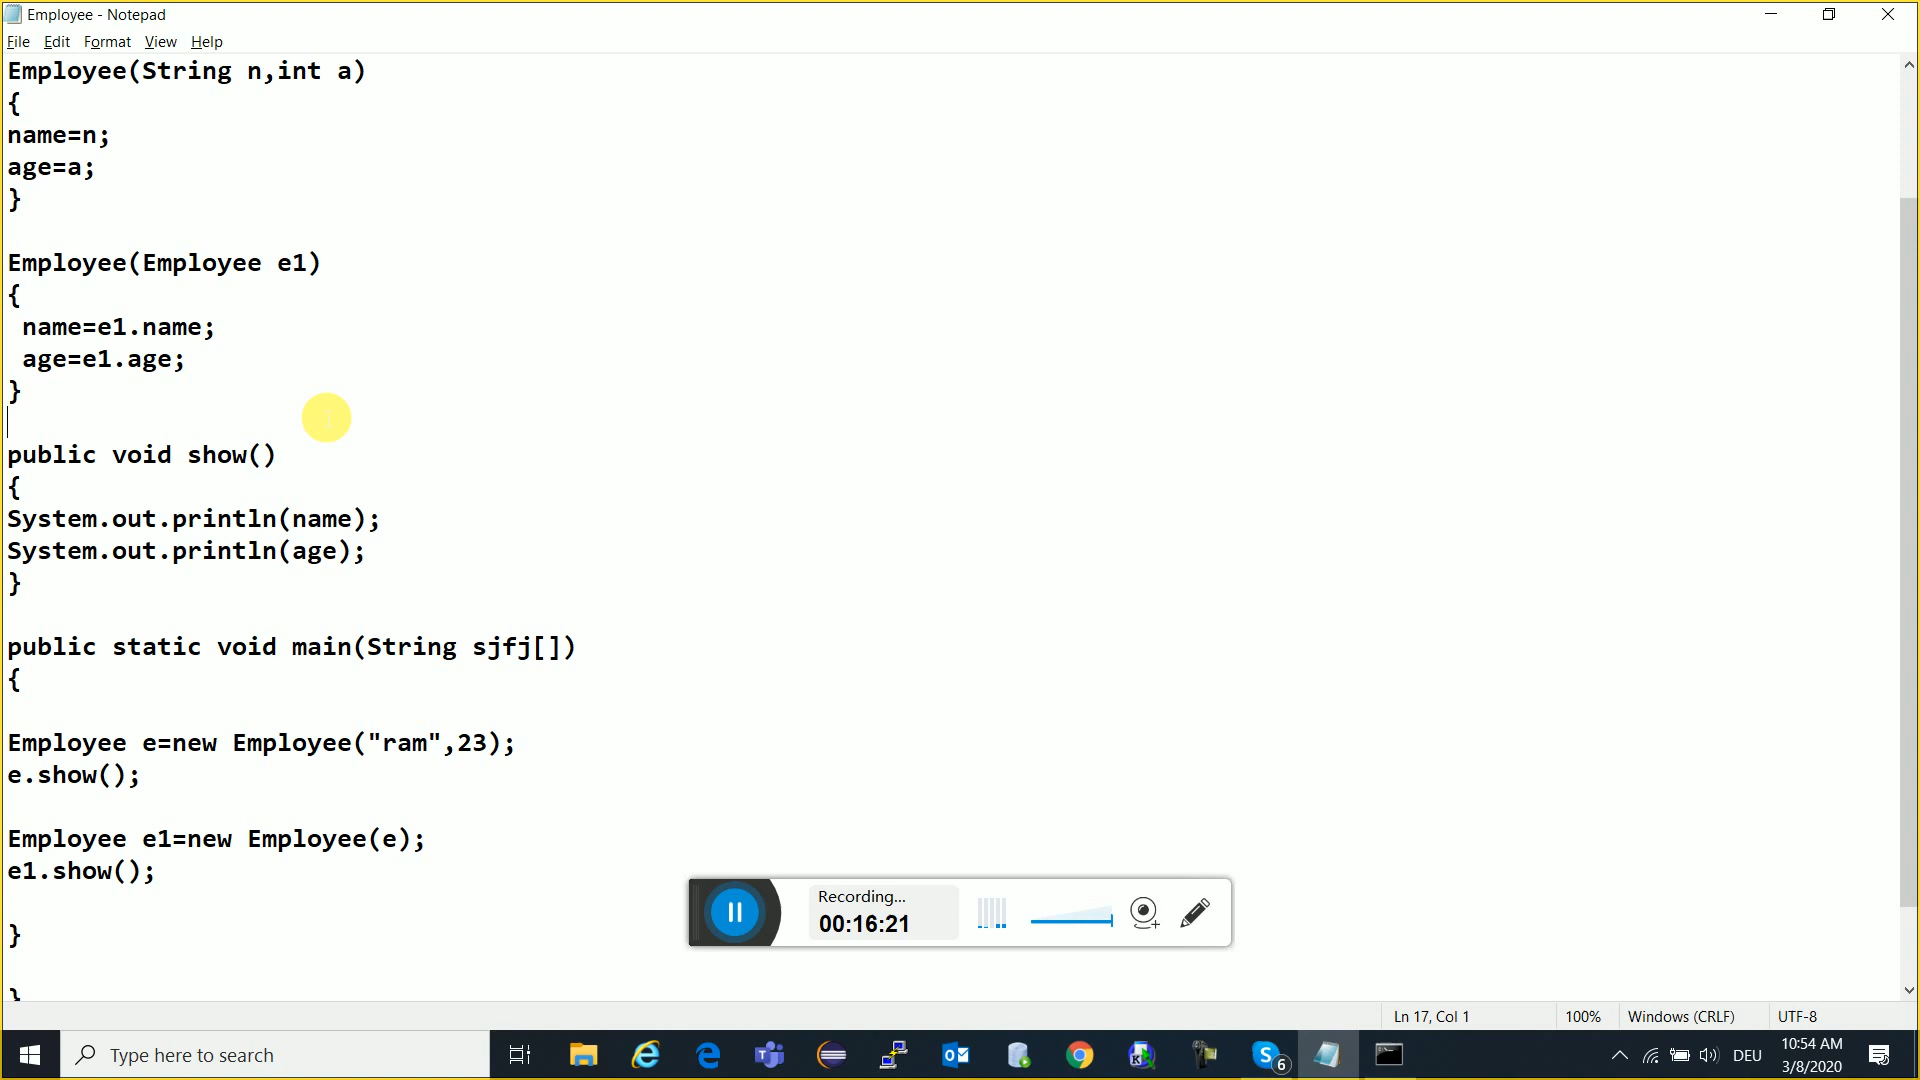 Employee - Notepad
File Edit Format View Help
Employee(String n,int a)
{
name=n;
age=a;
}
Employee(Employee e1)
{
name=e1.name;
age=e1.age;
}
public void show()
{
System.out.println(name);
System.out.println(age);
}
public static void main(String sjfj[])
{
Employee e=new Employee("ram",23);
e.show();
Employee e1=new Employee(e);
e1.show();
}
}
Recording...
00:16:21
Ln 17, Col 1 100% Windows (CRLF) UTF-8
Type here to search
6
DEU
10:54 AM
3/8/2020